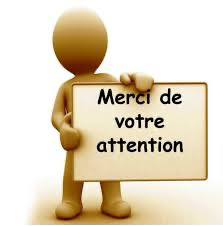 Merci de
votre
attention